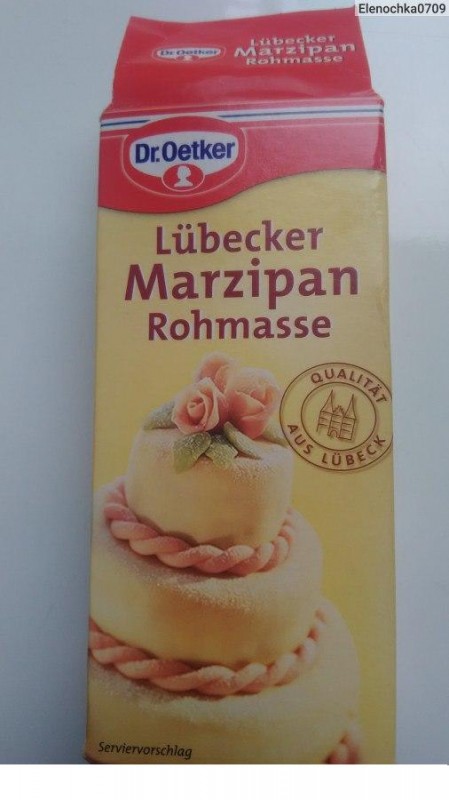 Elenochka0709
Dr.Oetker
Lübecker
Marzipan
Rohmasse
Dr.Oetker
Lübecker
Marzipan
Rohmasse
QUALITÄT
AUS LÜBECK
Serviervorschlag